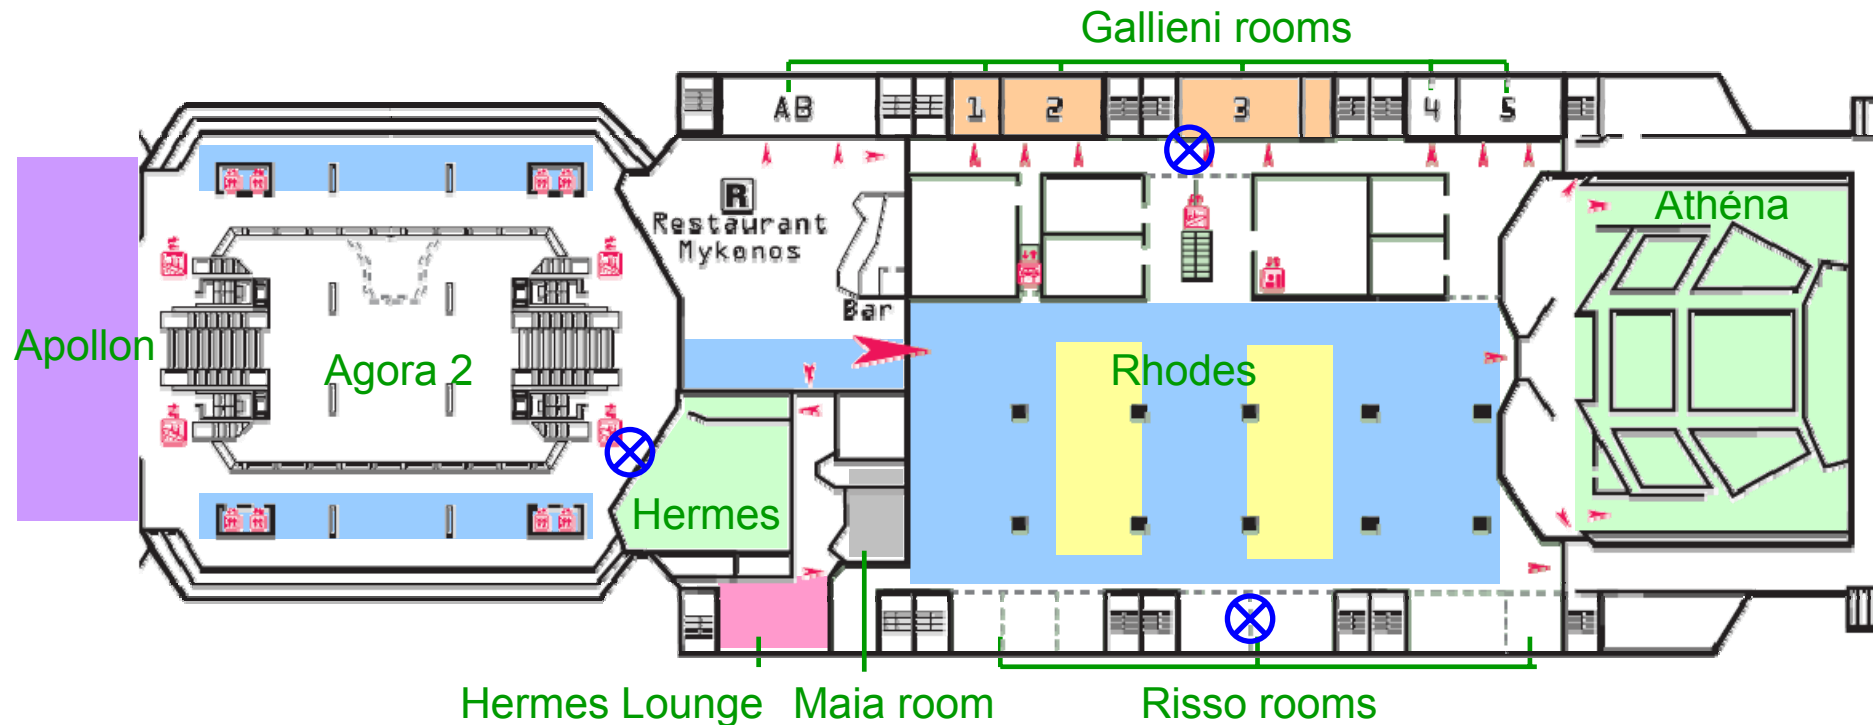 Gallieni rooms
AB
1
2
3
4
5
R
Restaurant
Mykonos
Bar
Athéna
Apollon
Agora 2
Rhodes
Hermes
Hermes Lounge
Maia room
Risso rooms